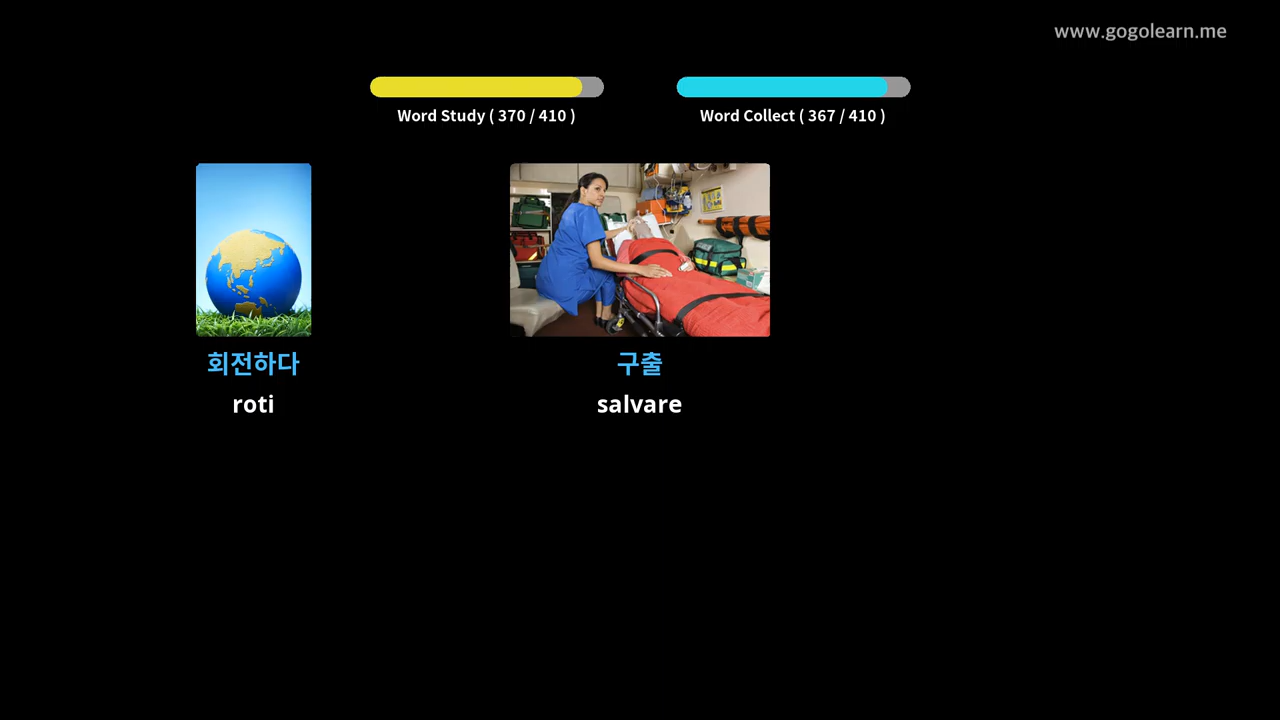 www.gogolearn.me
Word Study ( 370 / 410 )
Word Collect ( 367 / 410 )
회전하다
roti
구출
salvare